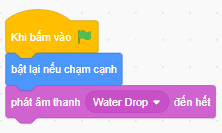 Khi bấm vào
bật lại nếu chạm cạnh
phát âm thanh Water Drop đến hết